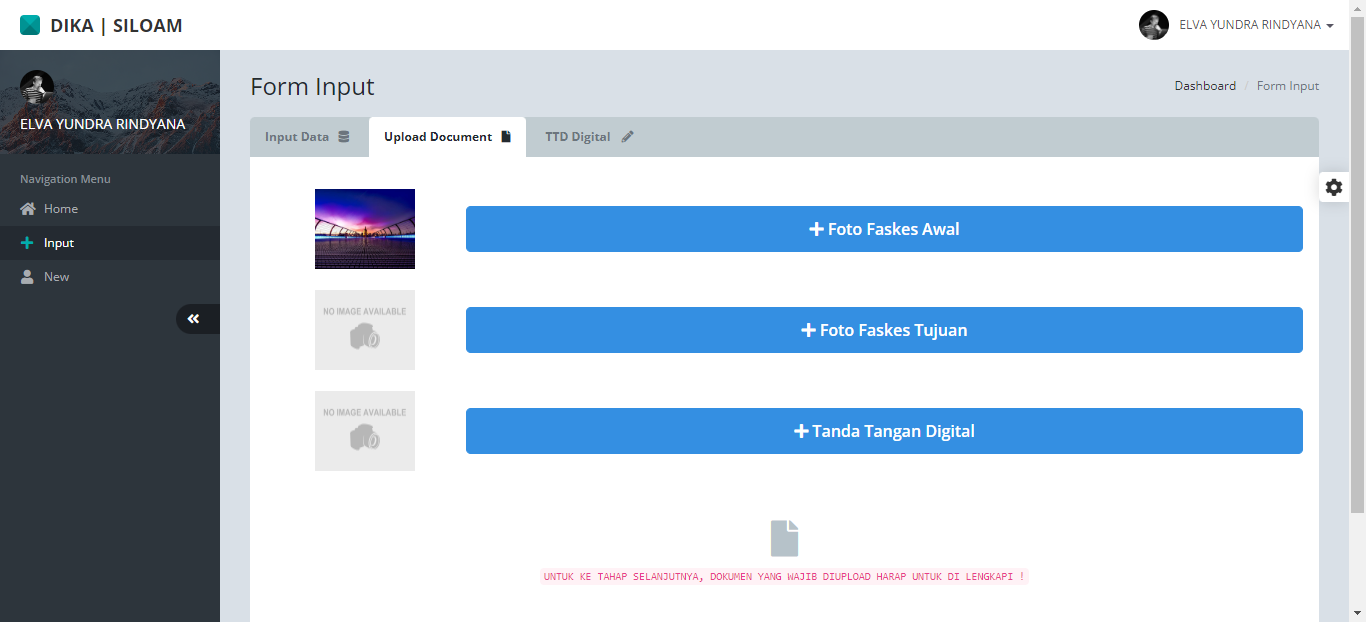 DIKA | SILOAM
ELVA YUNDRA RINDYANA
ELVA YUNDRA RINDYANA
Navigation Menu
Home
Input
New
Form Input
Dashboard / Form Input
Input Data
Upload Document
TTD Digital
Foto Faskes Awal
NO IMAGE AVAILABLE
Foto Faskes Tujuan
NO IMAGE AVAILABLE
Tanda Tangan Digital
UNTUK KE TAHAP SELANJUTNYA, DOKUMEN YANG WAJIB DIUPLOAD HARAP UNTUK DI LENGKAPI !